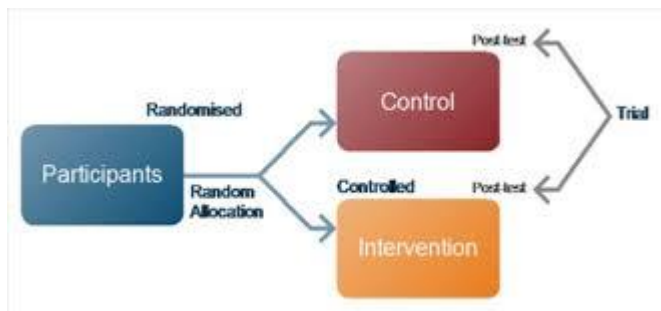 Post-test
Control
Randomised
Trial
Participants
Random
Allocation
Controlled
Post-test
Intervention